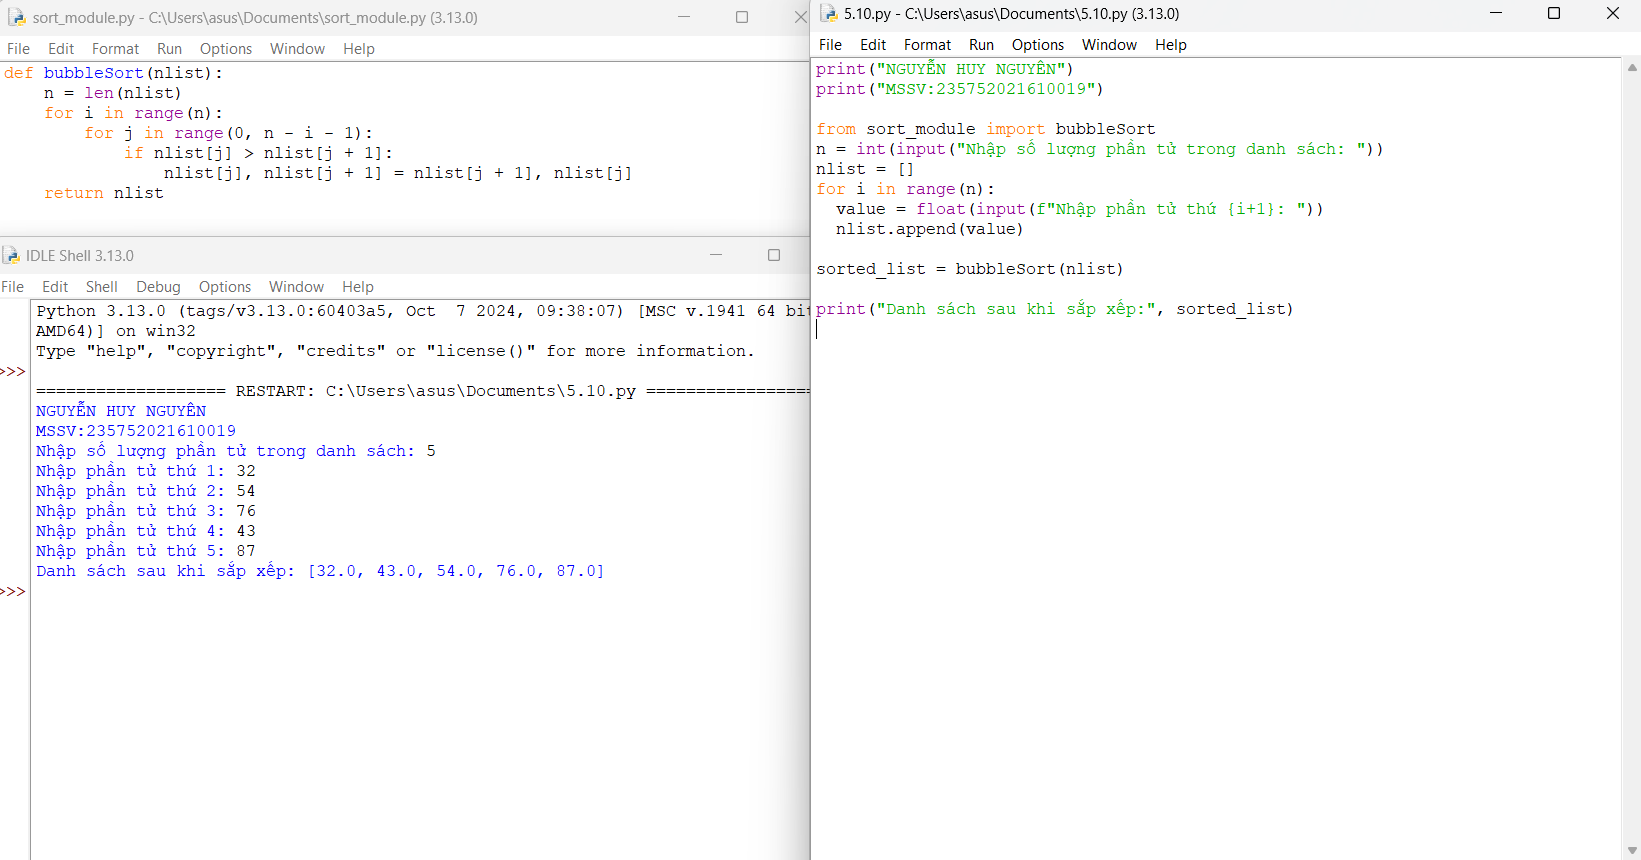 sort_module.py - C:\Users\asus\Documents\sort_module.py (3.13.0)
File Edit Format Run Options Window Help
def bubbleSort(nlist):
    n = len(nlist)
    for i in range(n):
        for j in range(0, n - i - 1):
            if nlist[j] > nlist[j + 1]:
                nlist[j], nlist[j + 1] = nlist[j + 1], nlist[j]
    return nlist
IDLE Shell 3.13.0
File Edit Shell Debug Options Window Help
Python 3.13.0 (tags/v3.13.0:60403a5, Oct  7 2024, 09:38:07) [MSC v.1941 64 bit
AMD64)] on win32
Type "help", "copyright", "credits" or "license()" for more information.
>>>
=================== RESTART: C:\Users\asus\Documents\5.10.py =================
NGUYỄN HUY NGUYÊN
MSSV:235752021610019
Nhập số lượng phần tử trong danh sách: 5
Nhập phần tử thứ 1: 32
Nhập phần tử thứ 2: 54
Nhập phần tử thứ 3: 76
Nhập phần tử thứ 4: 43
Nhập phần tử thứ 5: 87
Danh sách sau khi sắp xếp: [32.0, 43.0, 54.0, 76.0, 87.0]
>>>
5.10.py - C:\Users\asus\Documents\5.10.py (3.13.0)
File Edit Format Run Options Window Help
print("NGUYỄN HUY NGUYÊN")
print("MSSV:235752021610019")
from sort_module import bubbleSort
n = int(input("Nhập số lượng phần tử trong danh sách: "))
nlist = []
for i in range(n):
  value = float(input(f"Nhập phần tử thứ {i+1}: "))
  nlist.append(value)
sorted_list = bubbleSort(nlist)
print("Danh sách sau khi sắp xếp:", sorted_list)